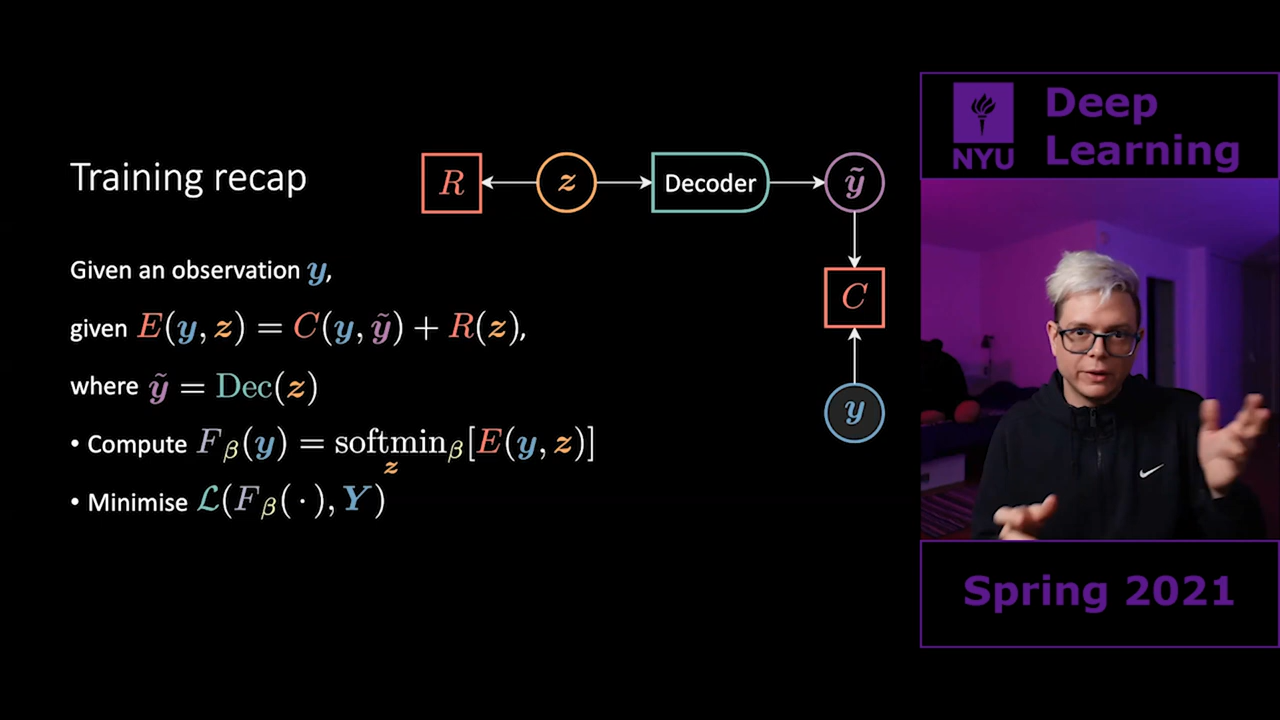 Training recap
R z Decoder ỹ
C
y
Given an observation y,
given E(y, z) = C(y, ỹ) + R(z),
where ỹ = Dec(z)
• Compute F_β(y) = softmin_β[E(y, z)]
z
• Minimise ℒ(F_β(·), Y)
NYU
Deep
Learning
Spring 2021